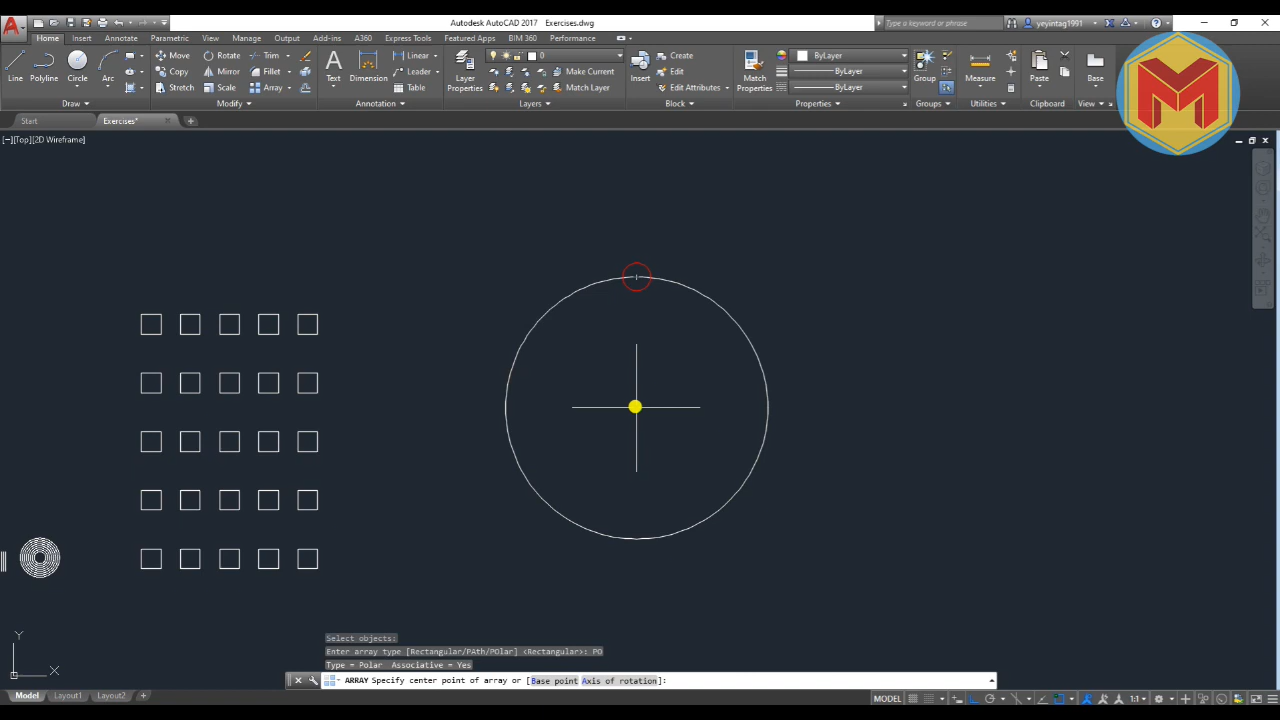 Autodesk AutoCAD 2017 Exercises.dwg
Type a keyword or phrase
yeyintag1991
Home Insert Annotate Parametric View Manage Output Add-ins A360 Express Tools Featured Apps BIM 360 Performance
Line
Polyline
Circle
Arc
Move
Rotate
Trim
Copy
Mirror
Fillet
Stretch
Scale
Array
Text
Dimension
Linear
Leader
Table
Layer
Properties
0
Make Current
Match Layer
Insert
Create
Edit
Edit Attributes
Match
Properties
ByLayer
ByLayer
ByLayer
Group
Measure
Paste
Base
Draw
Modify
Annotation
Layers
Block
Properties
Groups
Utilities
Clipboard
View
M
Start
Exercises*
[−][Top][2D Wireframe]
Y
X
Select objects:
Enter array type [Rectangular/PAth/POlar] <Rectangular>: PO
Type = Polar Associative = Yes
ARRAY Specify center point of array or [Base point Axis of rotation]:
Model
Layout1
Layout2
MODEL
1:1